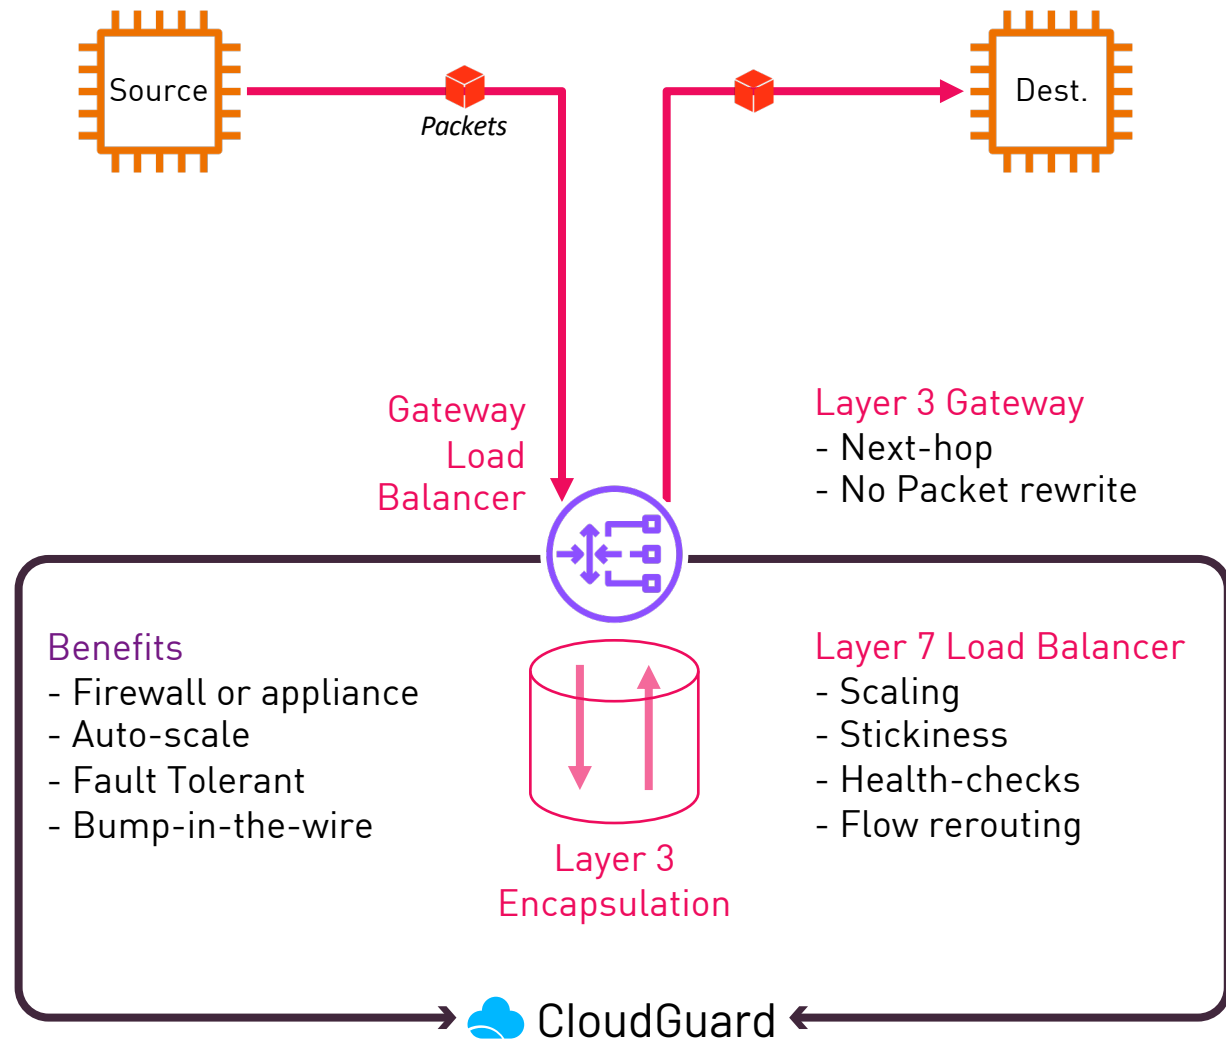 Source
Packets
Dest.
Gateway
Load
Balancer
Layer 3 Gateway
- Next-hop
- No Packet rewrite
Benefits
- Firewall or appliance
- Auto-scale
- Fault Tolerant
- Bump-in-the-wire
Layer 3
Encapsulation
Layer 7 Load Balancer
- Scaling
- Stickiness
- Health-checks
- Flow rerouting
CloudGuard